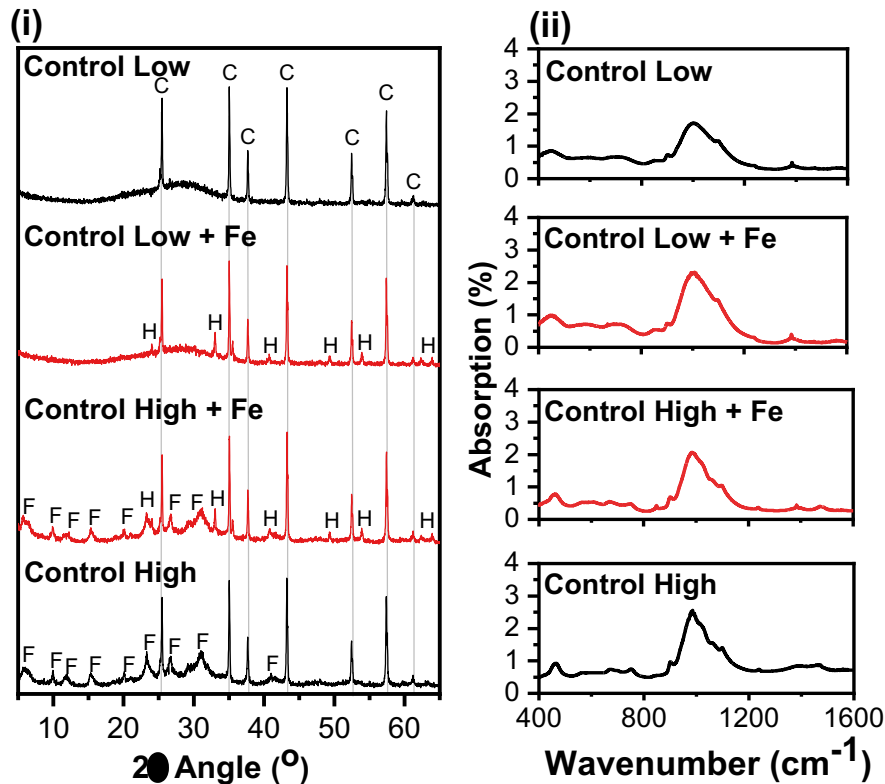 (i)
Control Low
C C C C C C C
Control Low + Fe
H H H H H H H
Control High + Fe
F F F F F H F F H H H H H
Control High
F F F F F F F F F
10 20 30 40 50 60
2 Angle (°)
(ii)
Absorption (%)
4
3
2
1
0
Control Low
4
3
2
1
0
Control Low + Fe
4
3
2
1
0
Control High + Fe
4
3
2
1
0
Control High
400 800 1200 1600
Wavenumber (cm⁻¹)